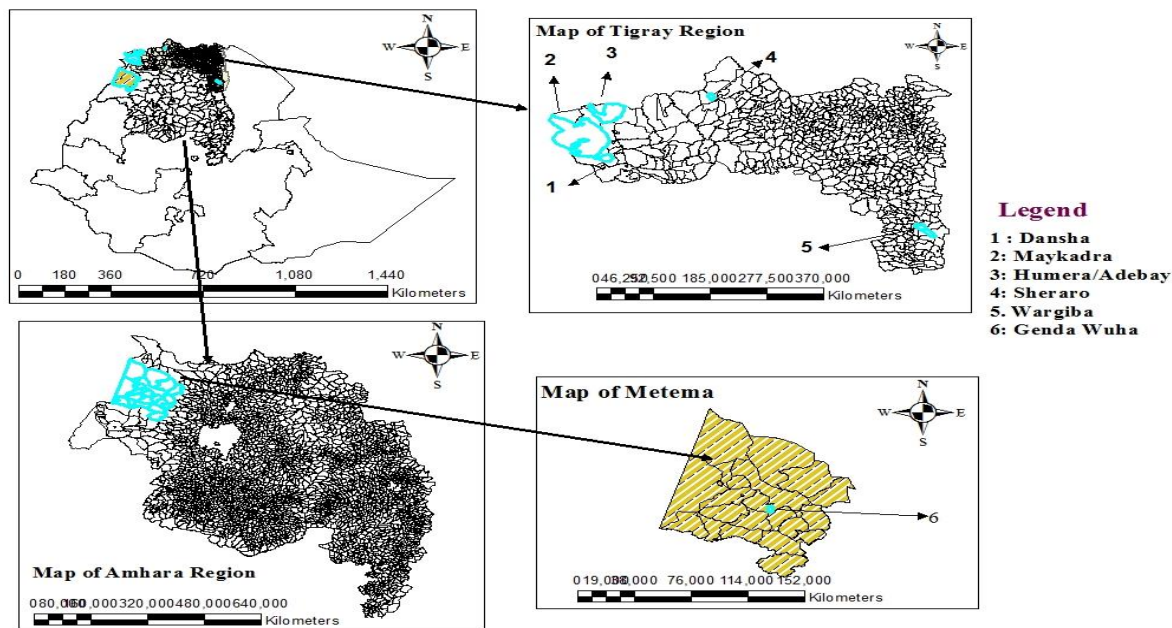 N
W E
S
0 180 360 720 1,080 1,440
Kilometers
Map of Tigray Region
N
W E
S
2
3
4
1
5
Kilometers
Legend
1 : Dansha
2: Maykadra
3: Humera/Adebay
4: Sheraro
5. Wargiba
6: Genda Wuha
N
W E
S
Map of Amhara Region
Kilometers
Map of Metema
N
W E
S
6
76,000 114,000 152,000
Kilometers